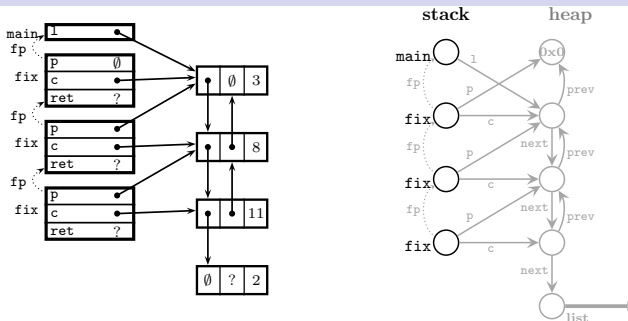 stack heap
main l
fp
p ∅
fix c
ret ?
fp
p
fix c
ret ?
fp
p
fix c
ret ?
∅ 3
8
11
∅ ? 2
main 0x0
l
fp p prev
fix c
next
fp p prev
fix c
next
fp p prev
fix c
next
list